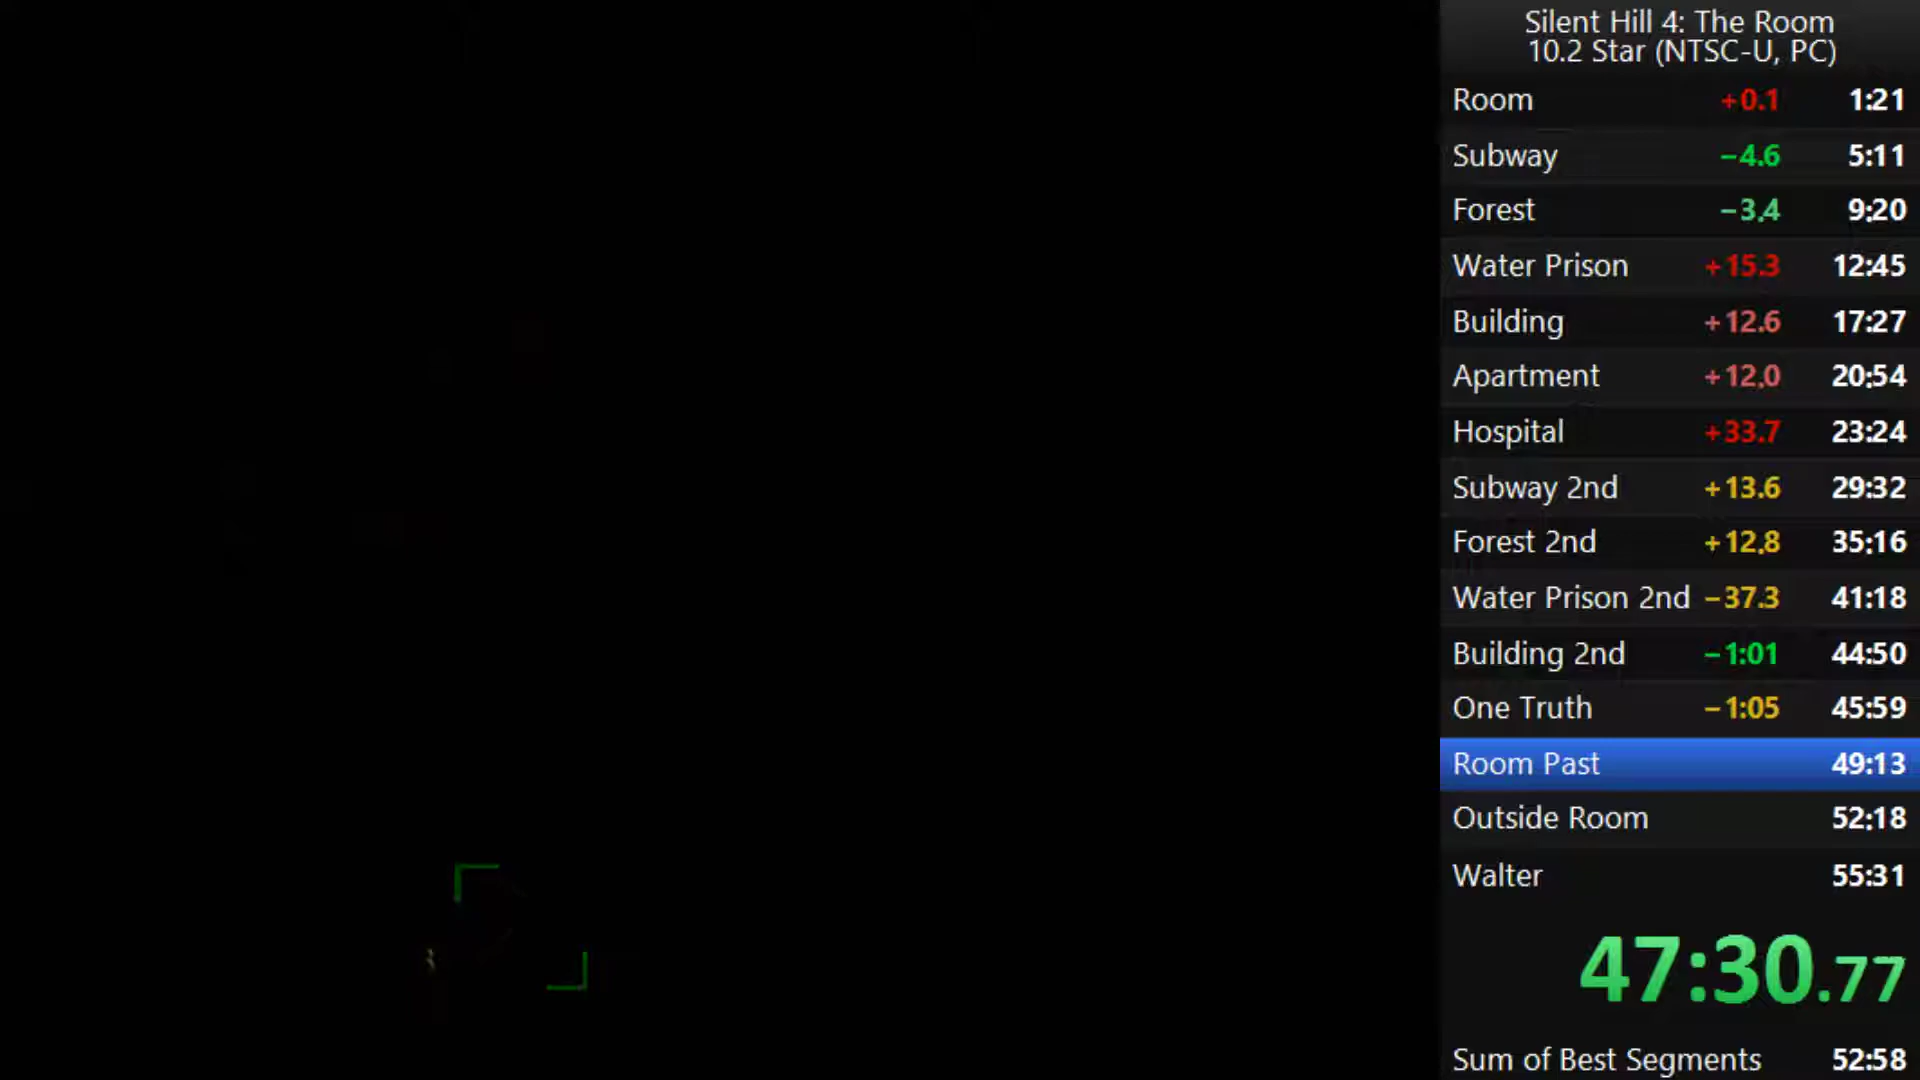 Silent Hill 4: The Room
10.2 Star (NTSC-U, PC)
Room +0.1 1:21
Subway −4.6 5:11
Forest −3.4 9:20
Water Prison +15.3 12:45
Building +12.6 17:27
Apartment +12.0 20:54
Hospital +33.7 23:24
Subway 2nd +13.6 29:32
Forest 2nd +12.8 35:16
Water Prison 2nd −37.3 41:18
Building 2nd −1:01 44:50
One Truth −1:05 45:59
Room Past 49:13
Outside Room 52:18
Walter 55:31
47:30.77
Sum of Best Segments 52:58